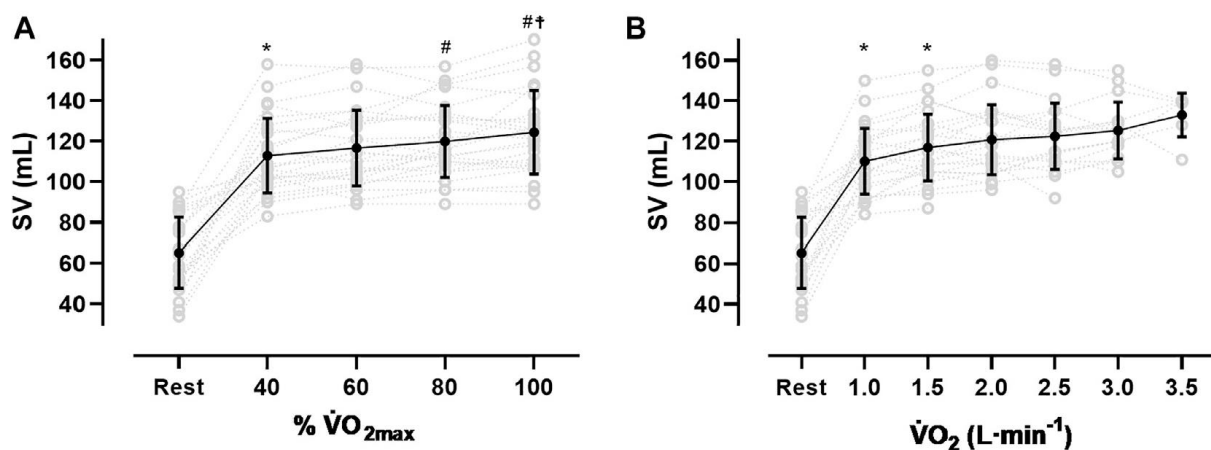 A
SV (mL)
160
140
120
100
80
60
40
*
#
#†
Rest 40 60 80 100
% V̇O₂max
B
SV (mL)
160
140
120
100
80
60
40
*
*
Rest 1.0 1.5 2.0 2.5 3.0 3.5
V̇O₂ (L·min⁻¹)